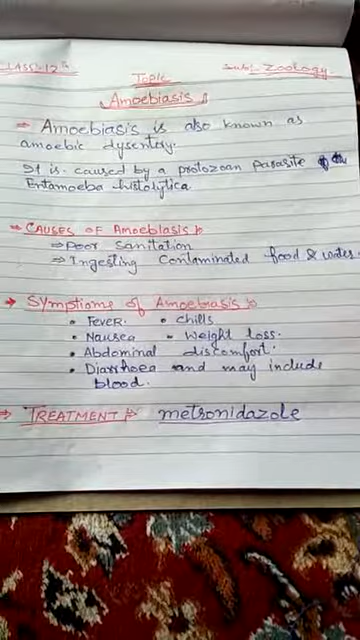 CLASS-12th Subj- Zoology
Topic
Amoebiasis
⇒ Amoebiasis is also known as
amoebic dysentery.
It is caused by a protozoan parasite
Entamoeba histolytica
→ CAUSES OF AmoebIasis
⇒ Poor sanitation
⇒ Ingesting Contaminated food & water.
→ Symptioms of Amoebiasis
• Fever. • chills
• Nausea • Weight loss.
• Abdominal discomfort.
• Diarrhoea and may include
blood.
⇒ TREATMENT metronidazole